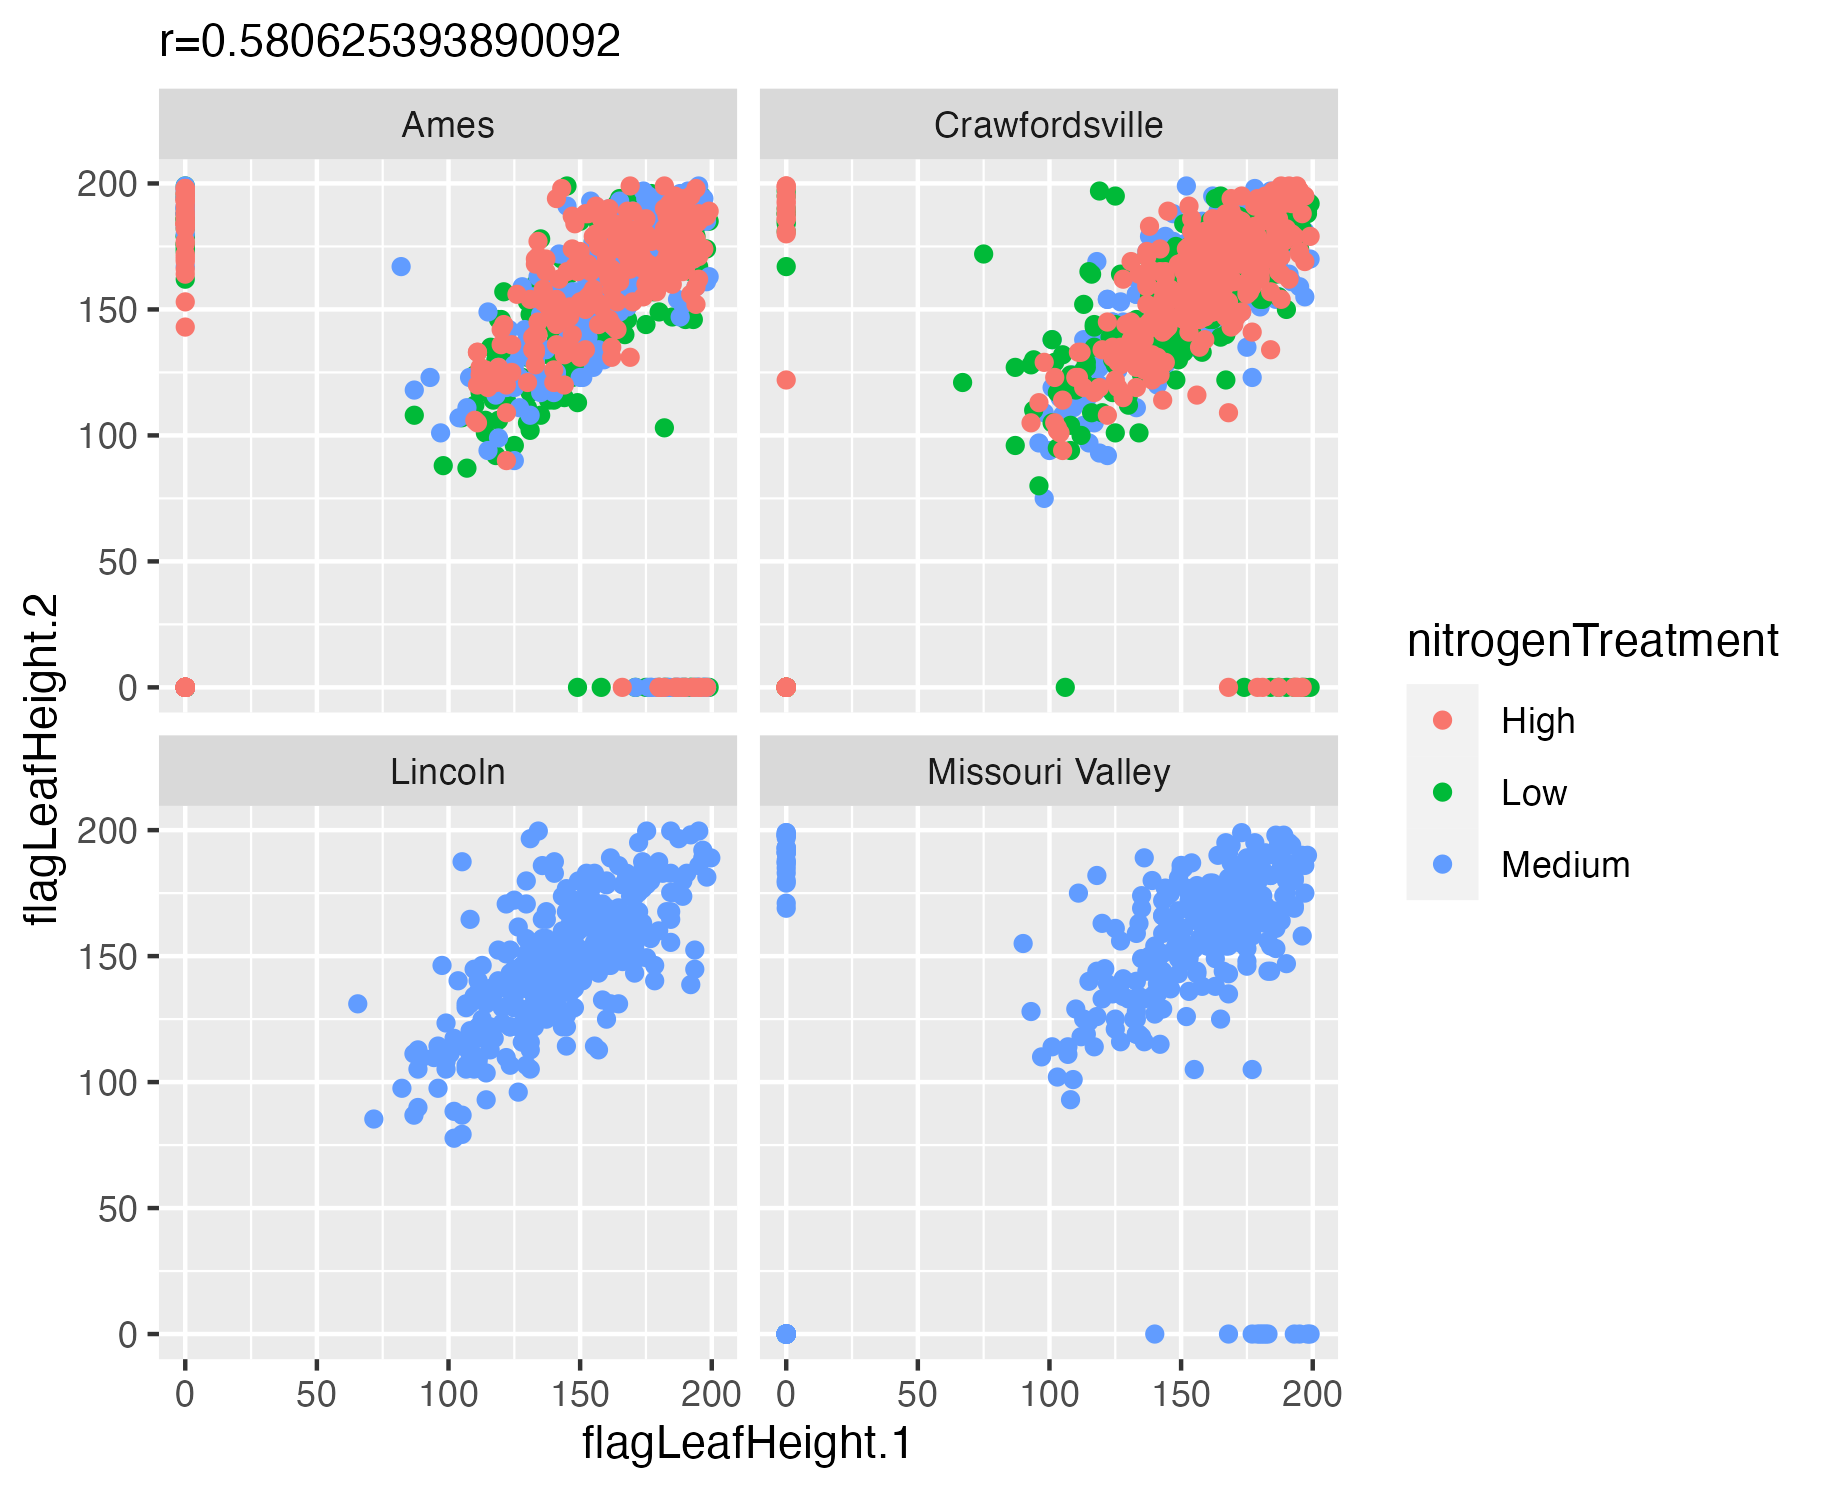 r=0.580625393890092
Ames
Crawfordsville
200
150
100
50
0
Lincoln
Missouri Valley
200
150
100
50
0
0 50 100 150 200
0 50 100 150 200
flagLeafHeight.1
flagLeafHeight.2
nitrogenTreatment
High
Low
Medium